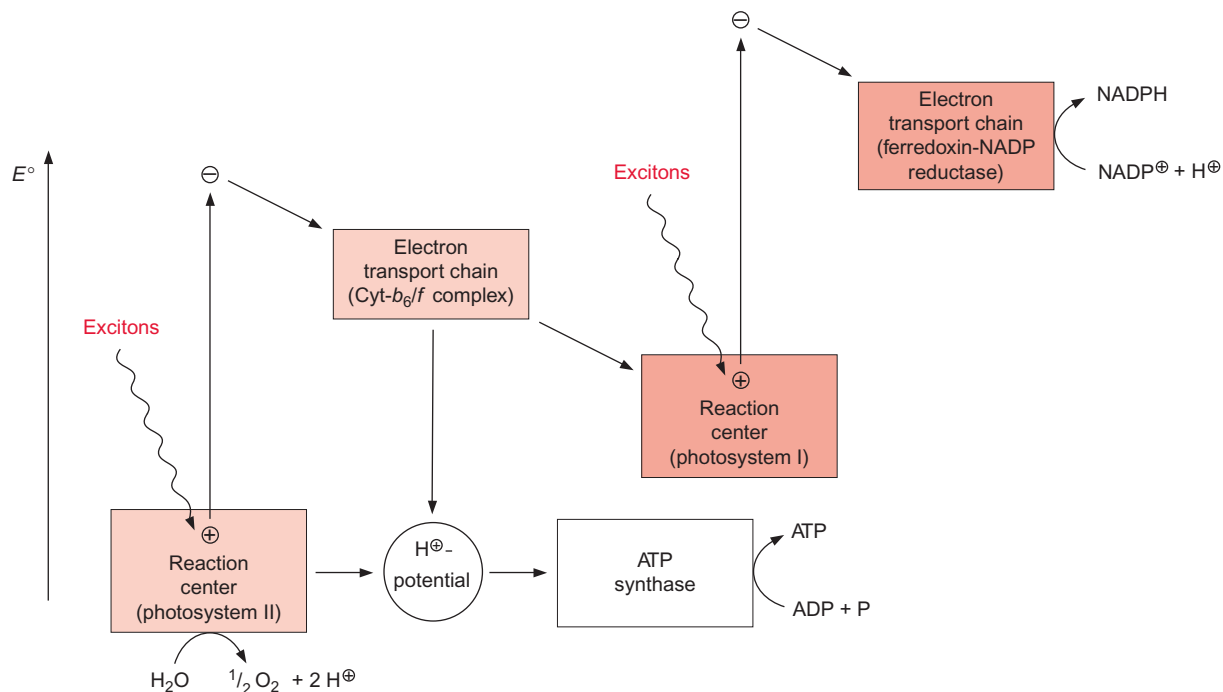 E°
⊖
Excitons
⊕
Reaction
center
(photosystem II)
H₂O ¹/₂ O₂ + 2 H⊕
Electron
transport chain
(Cyt-b₆/f complex)
H⊕-
potential
ATP
synthase
ATP
ADP + P
Excitons
⊕
Reaction
center
(photosystem I)
⊖
Electron
transport chain
(ferredoxin-NADP
reductase)
NADPH
NADP⊕ + H⊕